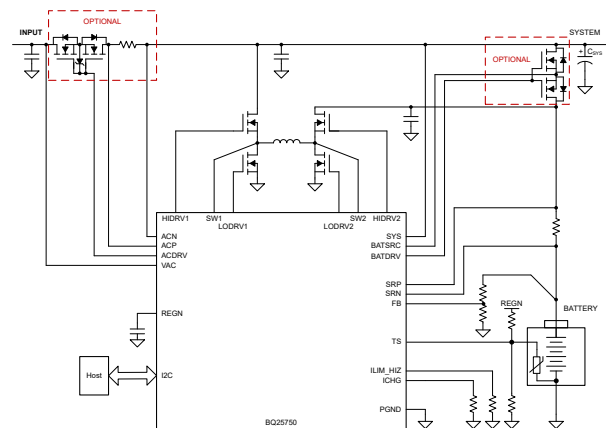 INPUT
OPTIONAL
SYSTEM
+
CSYS
OPTIONAL
HIDRV1
SW1
LODRV1
LODRV2
SW2
HIDRV2
ACN
ACP
ACDRV
VAC
REGN
Host
I2C
SYS
BATSRC
BATDRV
SRP
SRN
FB
TS
ILIM_HIZ
ICHG
PGND
REGN
BATTERY
BQ25750